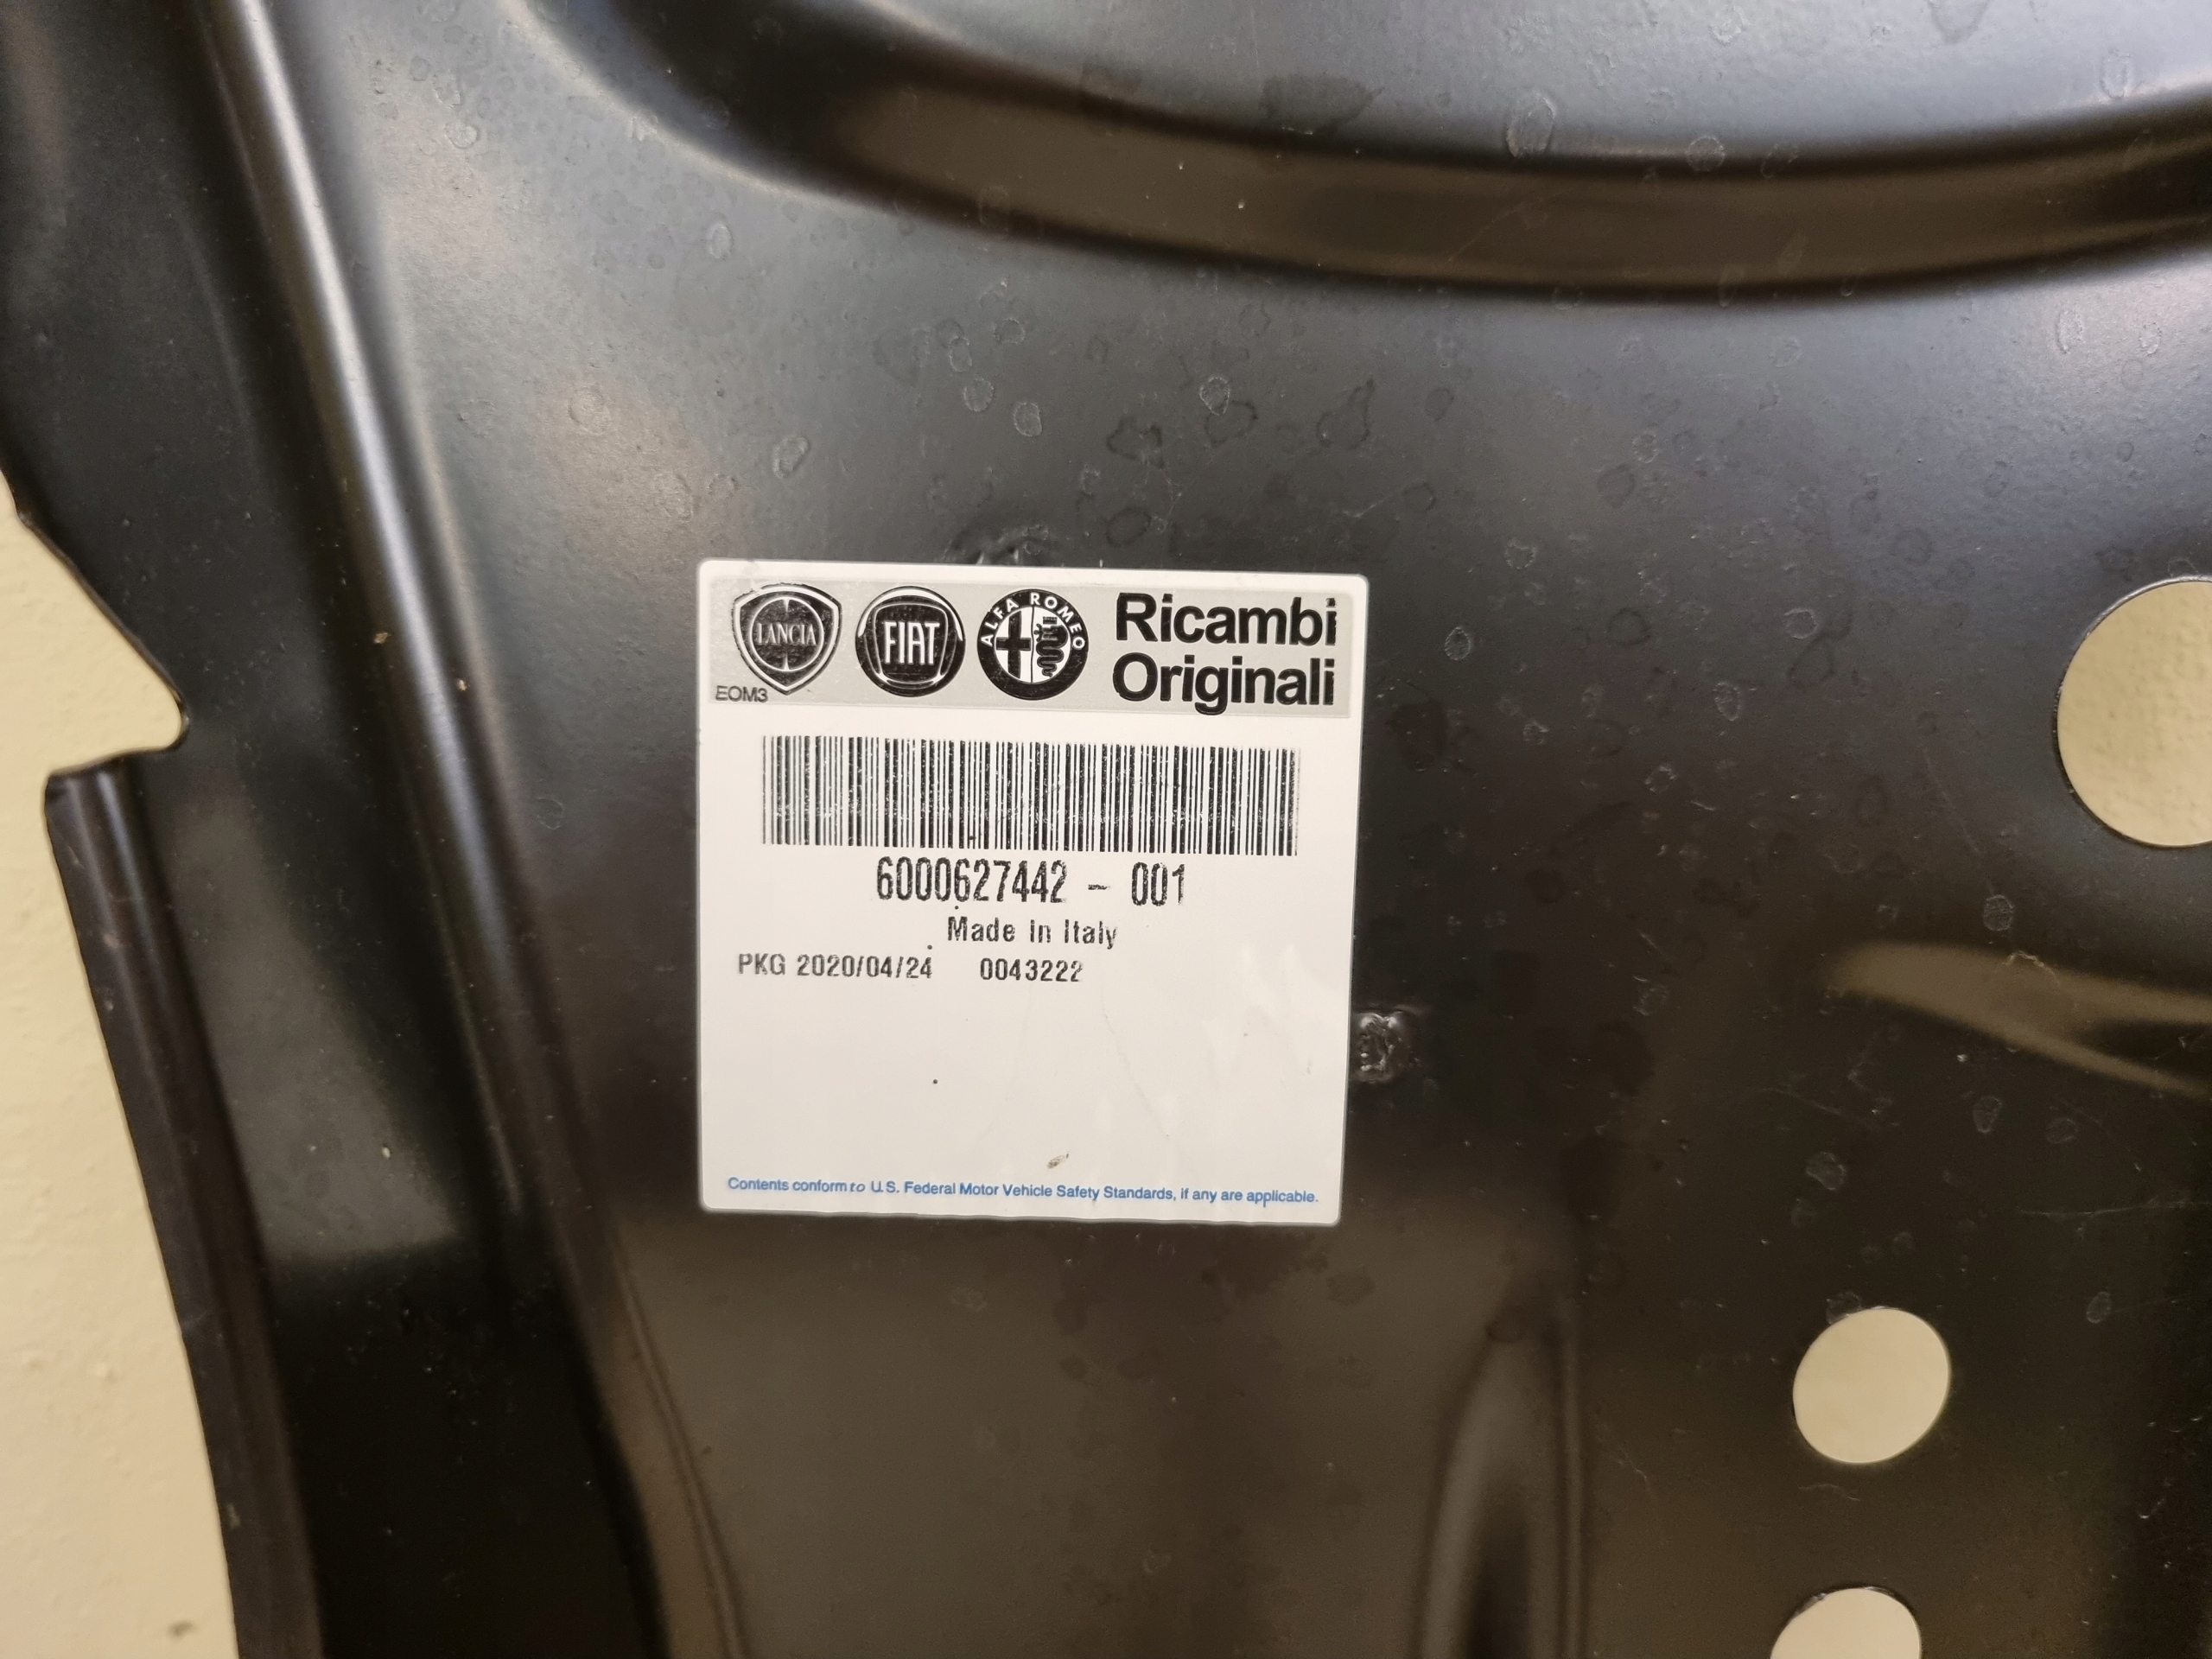 LANCIA
FIAT
ALFA ROMEO
Ricambi
Originali
EOM3
6000627442 - 001
Made in Italy
PKG 2020/04/24 0043222
Contents conform to U.S. Federal Motor Vehicle Safety Standards, if any are applicable.